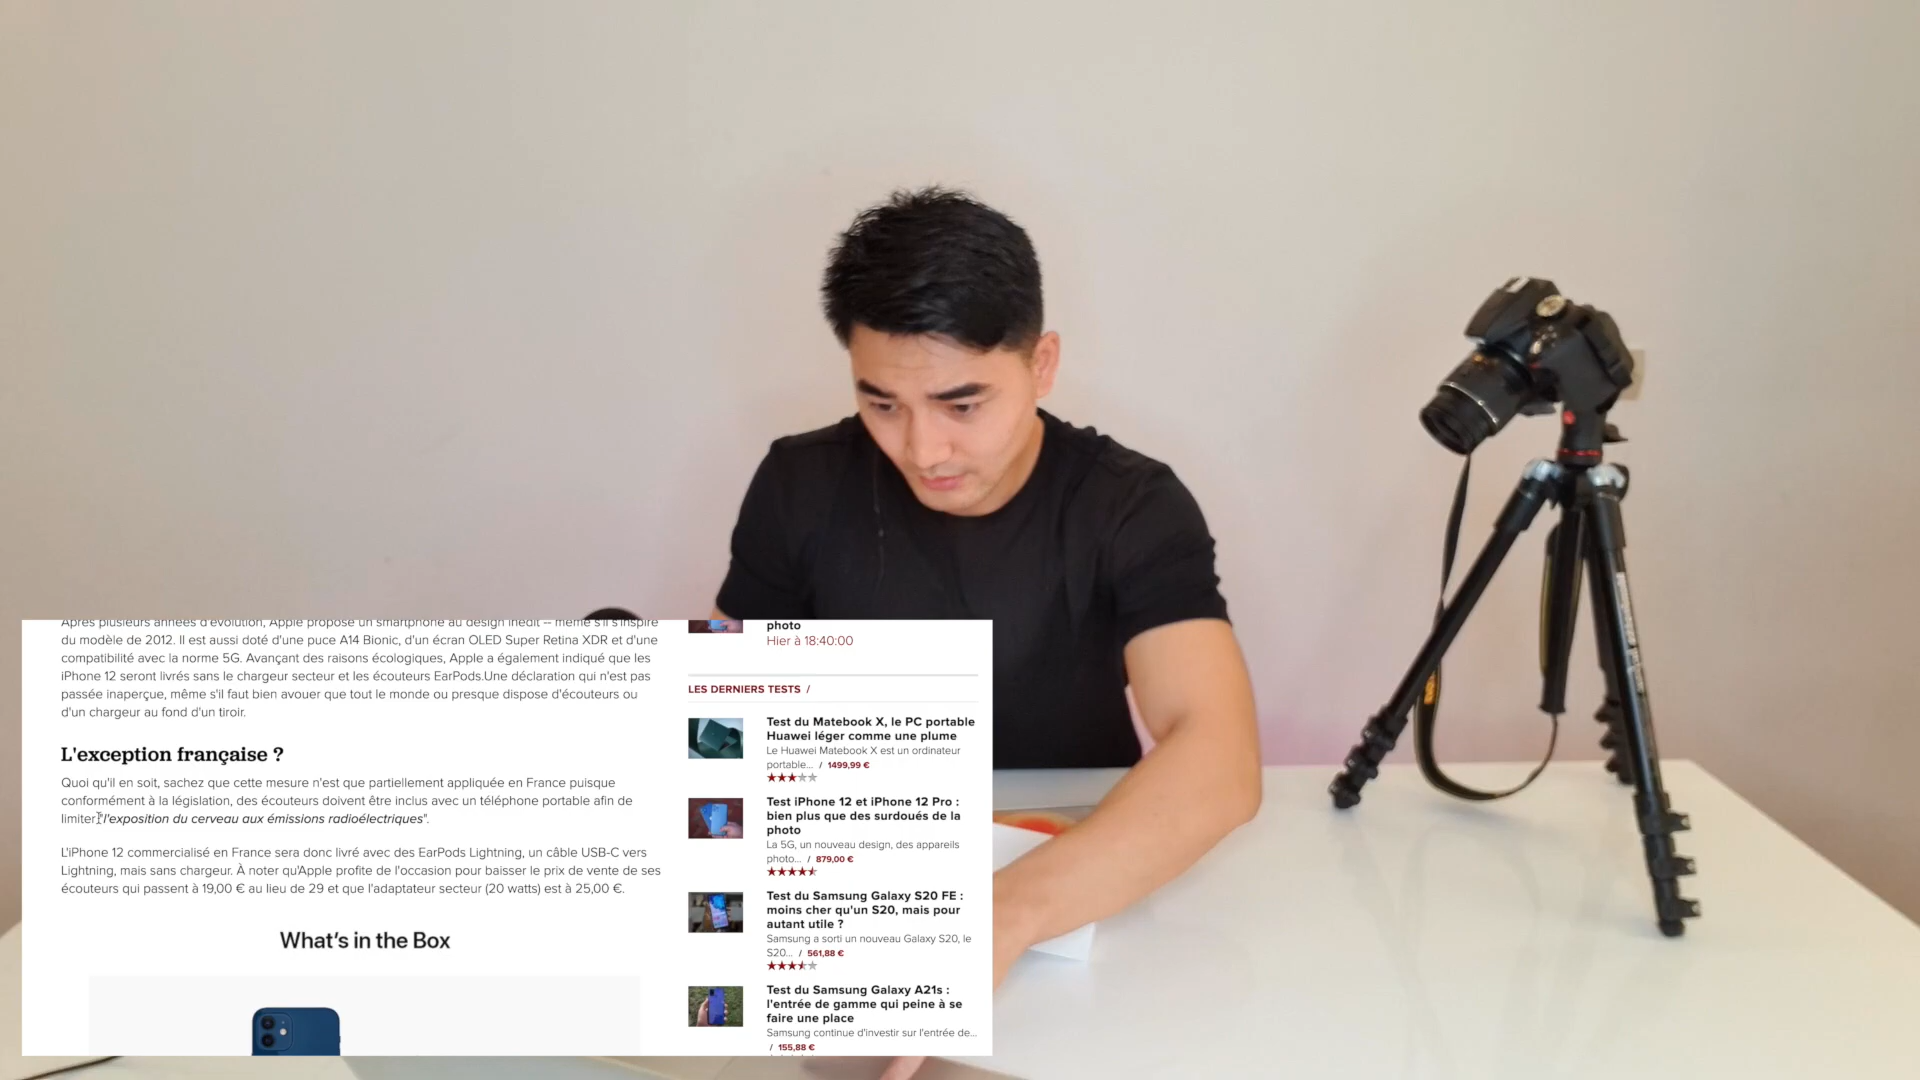 Après plusieurs années d'évolution, Apple propose un smartphone au design inédit -- même s'il s'inspire
du modèle de 2012. Il est aussi doté d'une puce A14 Bionic, d'un écran OLED Super Retina XDR et d'une
compatibilité avec la norme 5G. Avançant des raisons écologiques, Apple a également indiqué que les
iPhone 12 seront livrés sans le chargeur secteur et les écouteurs EarPods.Une déclaration qui n'est pas
passée inaperçue, même s'il faut bien avouer que tout le monde ou presque dispose d'écouteurs ou
d'un chargeur au fond d'un tiroir.
L'exception française ?
Quoi qu'il en soit, sachez que cette mesure n'est que partiellement appliquée en France puisque
conformément à la législation, des écouteurs doivent être inclus avec un téléphone portable afin de
limiter "l'exposition du cerveau aux émissions radioélectriques".
L'iPhone 12 commercialisé en France sera donc livré avec des EarPods Lightning, un câble USB-C vers
Lightning, mais sans chargeur. À noter qu'Apple profite de l'occasion pour baisser le prix de vente de ses
écouteurs qui passent à 19,00 € au lieu de 29 et que l'adaptateur secteur (20 watts) est à 25,00 €.
What's in the Box
photo
Hier à 18:40:00
LES DERNIERS TESTS /
Test du Matebook X, le PC portable
Huawei léger comme une plume
Le Huawei Matebook X est un ordinateur
portable... / 1499,99 €
Test iPhone 12 et iPhone 12 Pro :
bien plus que des surdoués de la
photo
La 5G, un nouveau design, des appareils
photo... / 879,00 €
Test du Samsung Galaxy S20 FE :
moins cher qu'un S20, mais pour
autant utile ?
Samsung a sorti un nouveau Galaxy S20, le
S20... / 561,88 €
Test du Samsung Galaxy A21s :
l'entrée de gamme qui peine à se
faire une place
Samsung continue d'investir sur l'entrée de...
/ 155,88 €